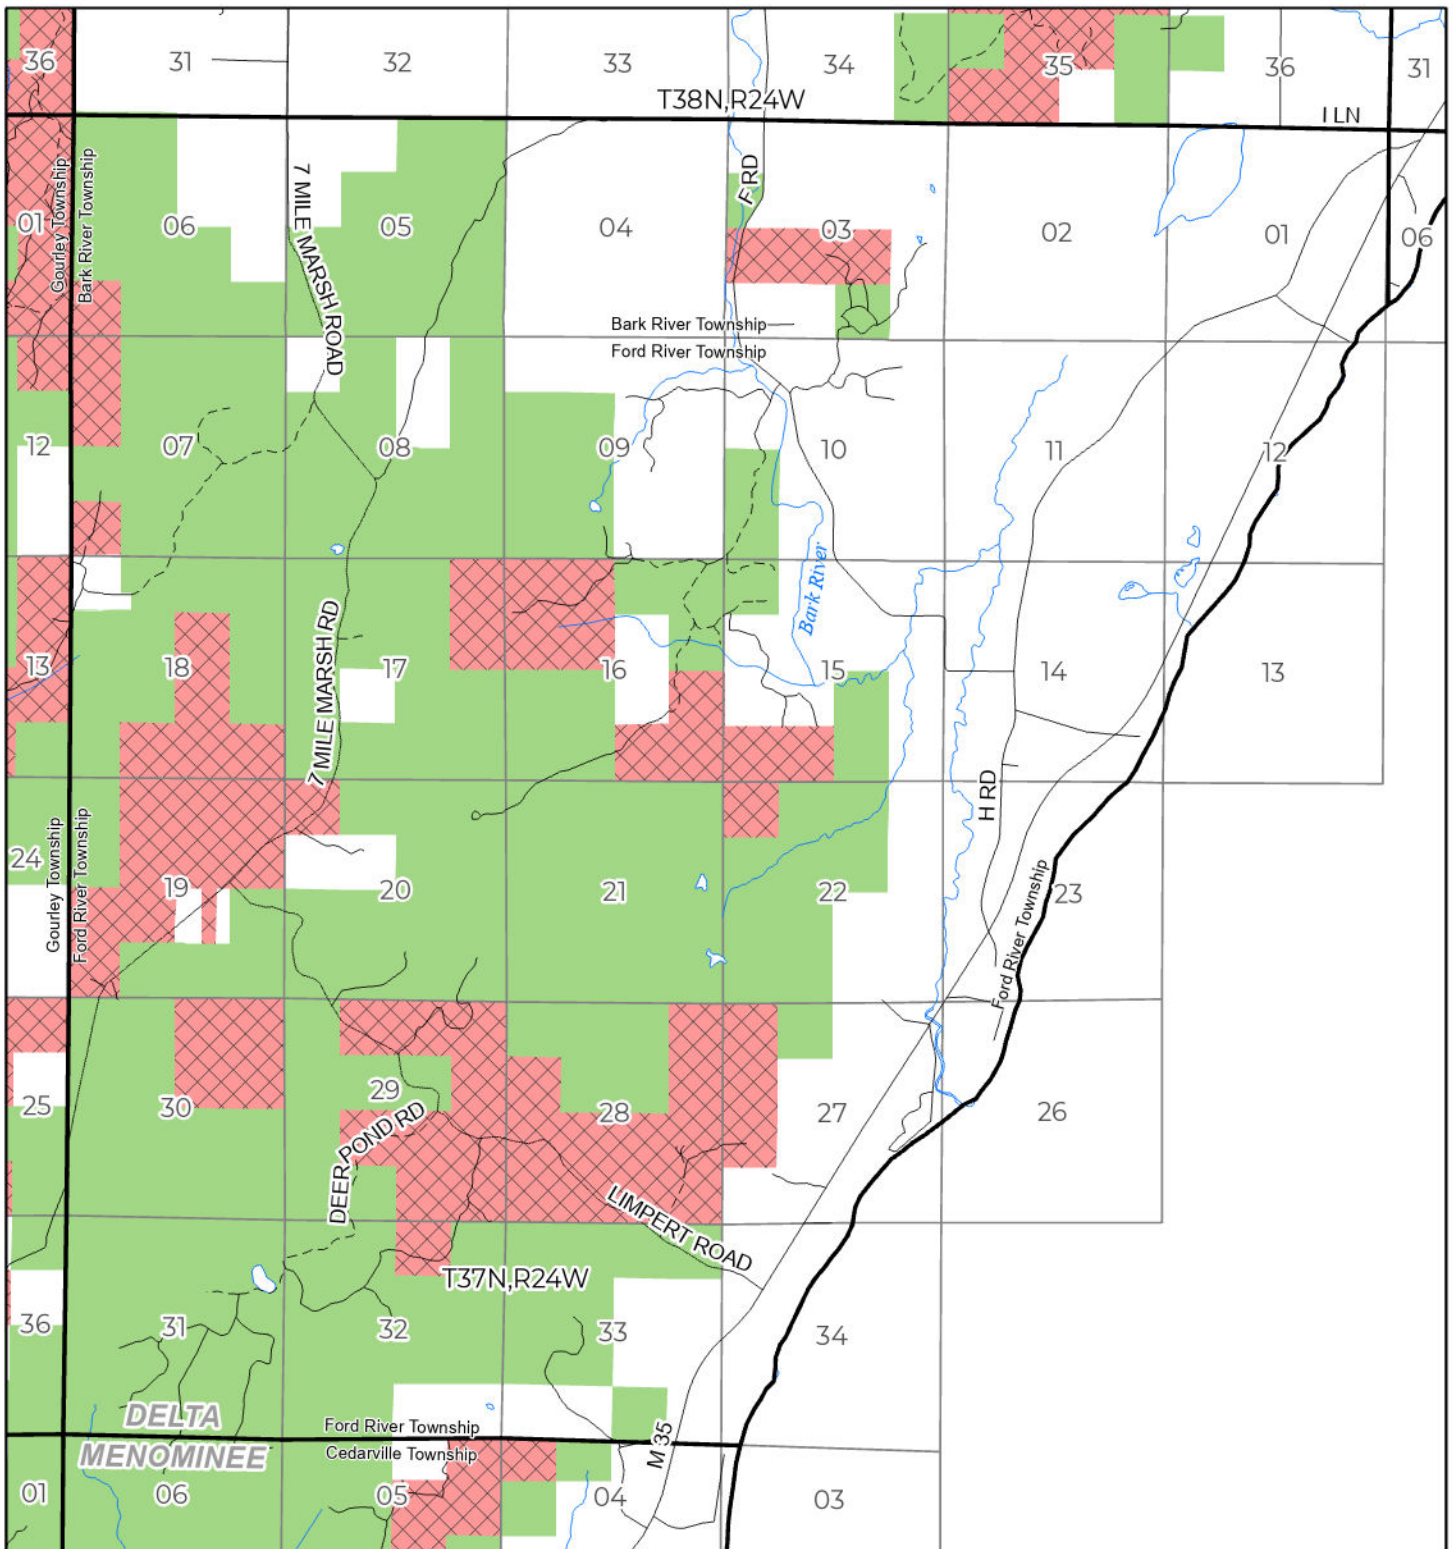 36
31
32
33
34
35
36
31
T38N,R24W
I LN
Gourley Township
Bark River Township
7 MILE MARSH ROAD
F RD
01
06
05
04
03
02
01
06
Bark River Township
Ford River Township
12
07
08
09
10
11
12
Bark River
7 MILE MARSH RD
13
18
17
16
15
14
13
H RD
Gourley Township
Ford River Township
24
19
20
21
22
23
Ford River Township
25
30
29
28
27
26
DEER POND RD
LIMPERT ROAD
T37N,R24W
36
31
32
33
34
DELTA
MENOMINEE
Ford River Township
Cedarville Township
M 35
01
06
05
04
03